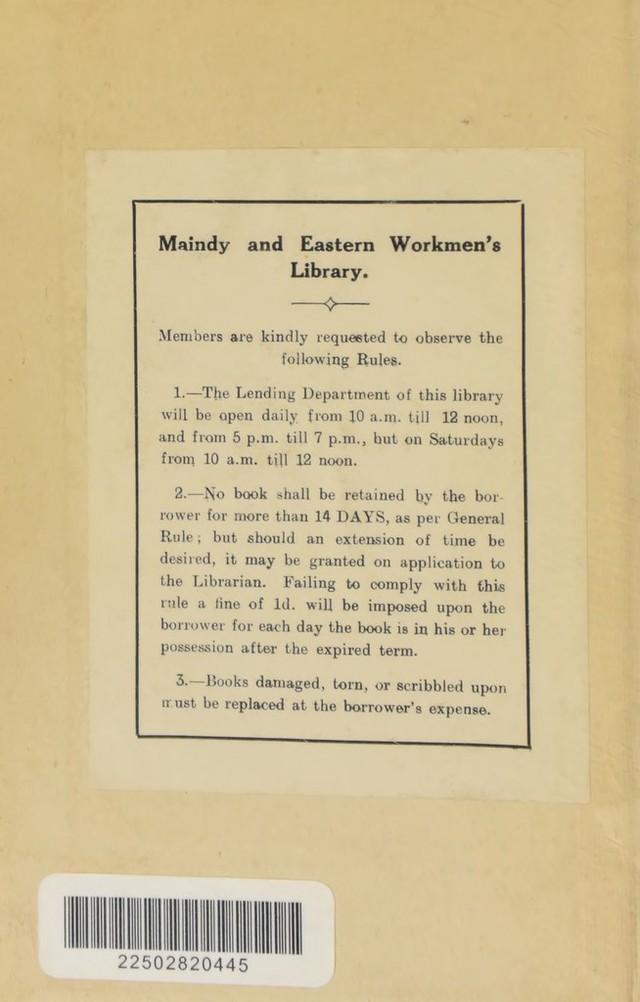 Maindy and Eastern Workmen's
Library.
Members are kindly requested to observe the
following Rules.
1.—The Lending Department of this library
will be open daily from 10 a.m. till 12 noon,
and from 5 p.m. till 7 p.m., but on Saturdays
from 10 a.m. till 12 noon.
2.—No book shall be retained by the bor-
rower for more than 14 DAYS, as per General
Rule; but should an extension of time be
desired, it may be granted on application to
the Librarian. Failing to comply with this
rule a fine of 1d. will be imposed upon the
borrower for each day the book is in his or her
possession after the expired term.
3.—Books damaged, torn, or scribbled upon
must be replaced at the borrower's expense.
22502820445